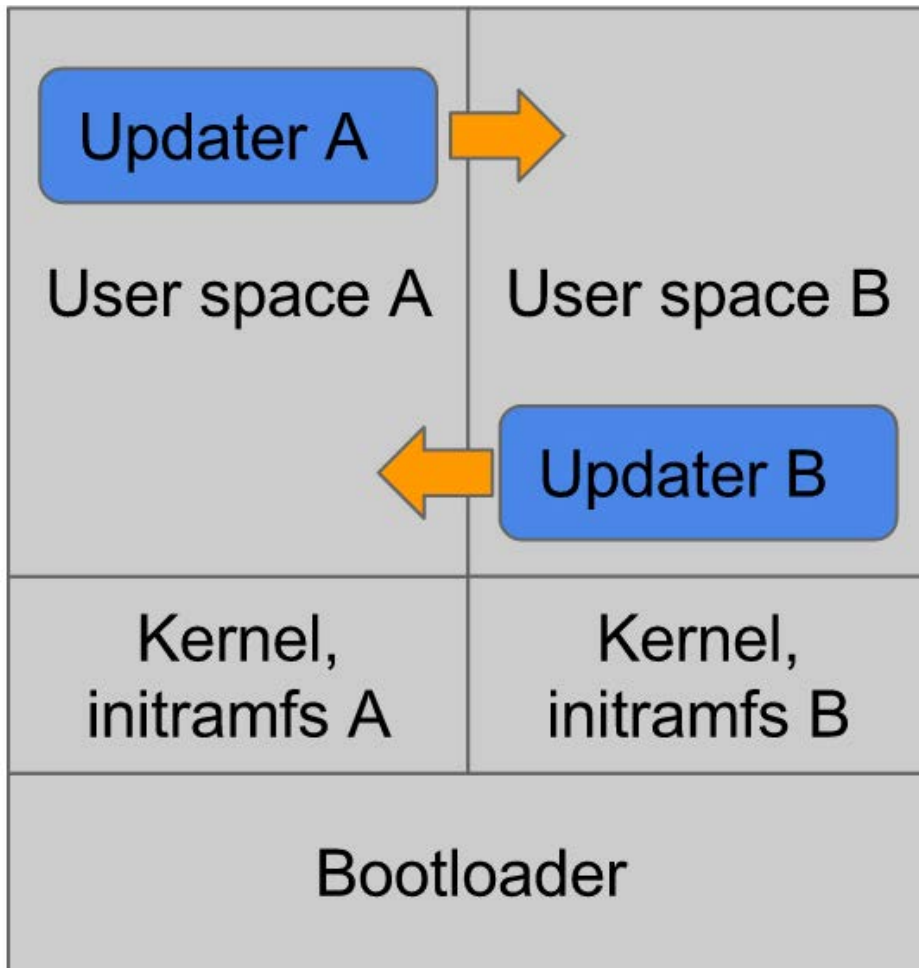 Updater A
User space A
User space B
Updater B
Kernel,
initramfs A
Kernel,
initramfs B
Bootloader